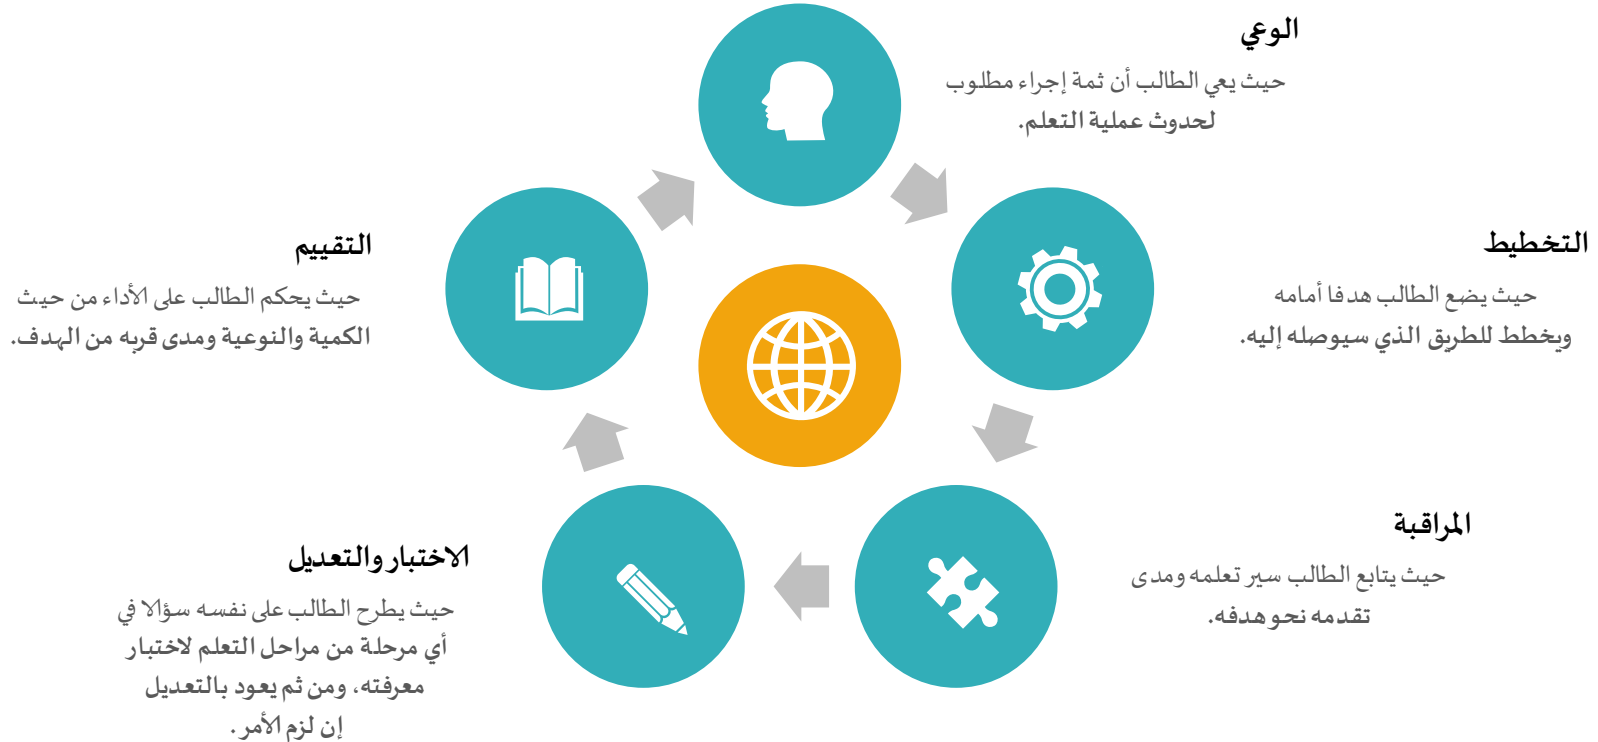 الوعي
حيث يعي الطالب أن ثمة إجراء مطلوب
لحدوث عملية التعلم.
التخطيط
حيث يضع الطالب هدفا أمامه
ويخطط للطريق الذي سيوصله إليه.
المراقبة
حيث يتابع الطالب سير تعلمه ومدى
تقدمه نحو هدفه.
الاختبار والتعديل
حيث يطرح الطالب على نفسه سؤالا في
أي مرحلة من مراحل التعلم لاختبار
معرفته، ومن ثم يعود بالتعديل
إن لزم الأمر.
التقييم
حيث يحكم الطالب على الأداء من حيث
الكمية والنوعية ومدى قربه من الهدف.